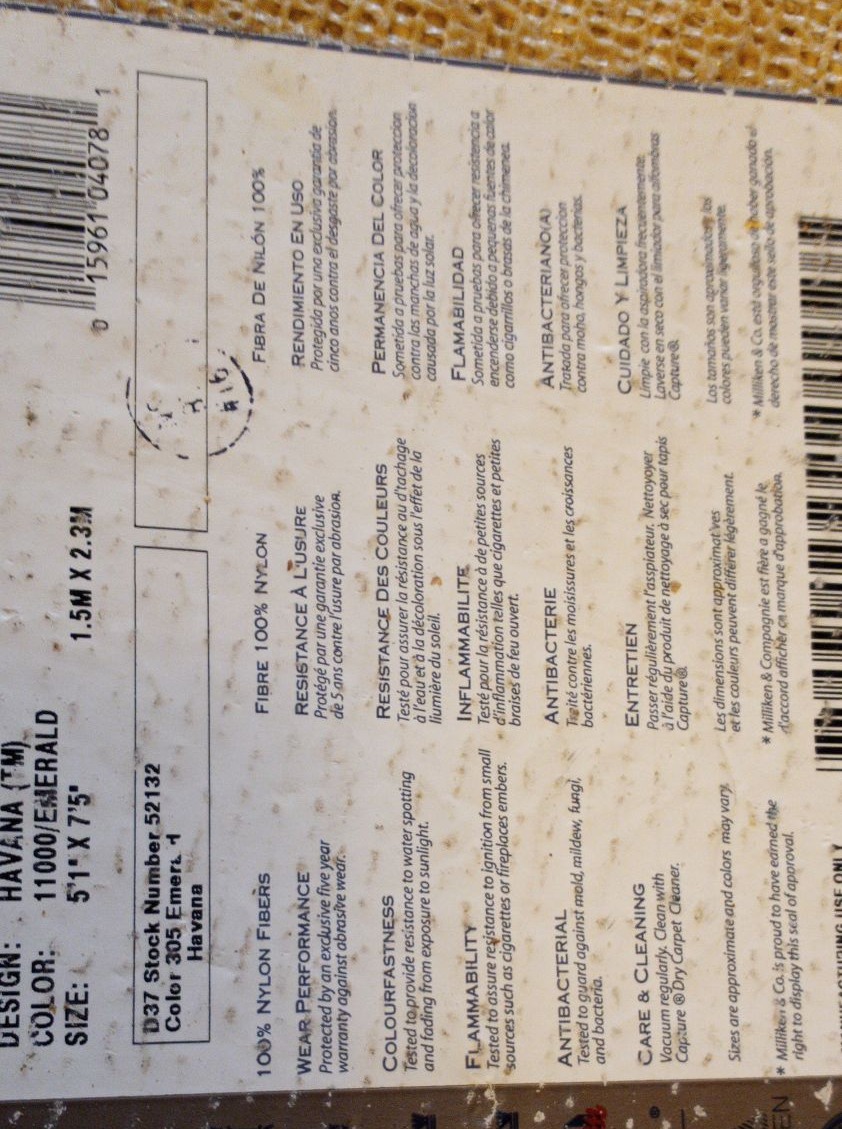 DESIGN: HAVANA (TM)
COLOR: 11000/EMERALD
SIZE: 5'1" X 7'5" 1.5M X 2.3M
0 15961 04078 1
D37 Stock Number 52132
Color 305
Havana
100% NYLON FIBERS
WEAR PERFORMANCE
Protected by an exclusive five year
warranty against abrasive wear.
COLOURFASTNESS
Tested to provide resistance to water spotting
and fading from exposure to sunlight.
FLAMMABILITY
Tested to assure resistance to ignition from small
sources such as cigarettes or fireplaces embers.
ANTIBACTERIAL
Tested to guard against mold, mildew, fungi,
and bacteria.
CARE & CLEANING
Vacuum regularly. Clean with
Capture ® Dry Carpet Cleaner.
Sizes are approximate and colors may vary.
* Milliken & Co. is proud to have earned the
right to display this seal of aporoval.
FIBRE 100% NYLON
RESISTANCE À L'USURE
Protégé par une garantie exclusive
de 5 ans contre l'usure par abrasion.
RESISTANCE DES COULEURS
Testé pour assurer la résistance au d'tachage
à l'eau et à la décoloration sous l'effet de la
llumière du soleil.
INFLAMMABILITE
Testé pour la résistance à de petites sources
d'inflammation telles que cigarettes et petites
braises de feu ouvert.
ANTIBACTERIE
Traité contre les moisissures et les croissances
bactériennes.
ENTRETIEN
Passer régulièrement l'asspiateur. Nettoyoyer
à l'aide du produit de nettoyage à sec pour tapis
Capture®.
Les dimensions sont approximatives
et les couleurs peuvent différer légèrement.
* Milliken & Compagnie est fière a gagné le
d'accord afficher ce marque d'approbation.
FIBRA DE NILÓN 100%
RENDIMIENTO EN USO
Protegida por una exclusiva garantía de
cinco anos contra el desgaste por abrasion.
PERMANENCIA DEL COLOR
Sometida a pruebas para ofrecer proteccion
contra las manchas de agua y la decoloracion
causada por la luz solar.
FLAMABILIDAD
Sometida a pruebas para ofrecer resistencia a
encenderse debido a pequenas fuentes de calor
como cigarrillos o brasas de la chimenea.
ANTIBACTERIANO(A)
Tratada para ofrecer protección
contra moho, hongos y bacterias.
CUIDADO Y LIMPIEZA
Limpie con la aspiradora frecuentemente.
Laverse en seco con el limiador para alfombras
Capture®.
Los tamaños son aproximados y los
colores pueden variar ligeramente.
* Milliken & Co. está orgullosa de haber ganado el
derecho de mostrar este sello de aprobación.
USE ONLY